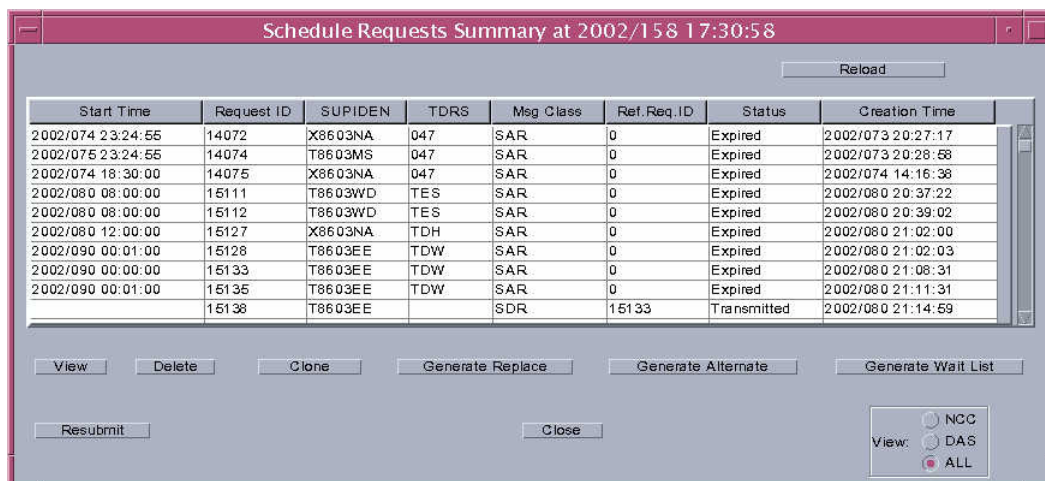 Schedule Requests Summary at 2002/158 17:30:58
Reload
Start Time Request ID SUPIDEN TDRS Msg Class Ref.Req.ID Status Creation Time
2002/074 23:24:55 14072 X8603NA 047 SAR 0 Expired 2002/073 20:27:17
2002/075 23:24:55 14074 T8603MS 047 SAR 0 Expired 2002/073 20:28:58
2002/074 18:30:00 14075 X8603NA 047 SAR 0 Expired 2002/074 14:16:38
2002/080 08:00:00 15111 T8603WD TES SAR 0 Expired 2002/080 20:37:22
2002/080 08:00:00 15112 T8603WD TES SAR 0 Expired 2002/080 20:39:02
2002/080 12:00:00 15127 X8603NA TDH SAR 0 Expired 2002/080 21:02:00
2002/090 00:01:00 15128 T8603EE TDW SAR 0 Expired 2002/080 21:02:03
2002/090 00:00:00 15133 T8603EE TDW SAR 0 Expired 2002/080 21:08:31
2002/090 00:01:00 15135 T8603EE TDW SAR 0 Expired 2002/080 21:11:31
15138 T8603EE SDR 15133 Transmitted 2002/080 21:14:59
View Delete Clone Generate Replace Generate Alternate Generate Wait List
Resubmit Close
NCC
View: DAS
ALL